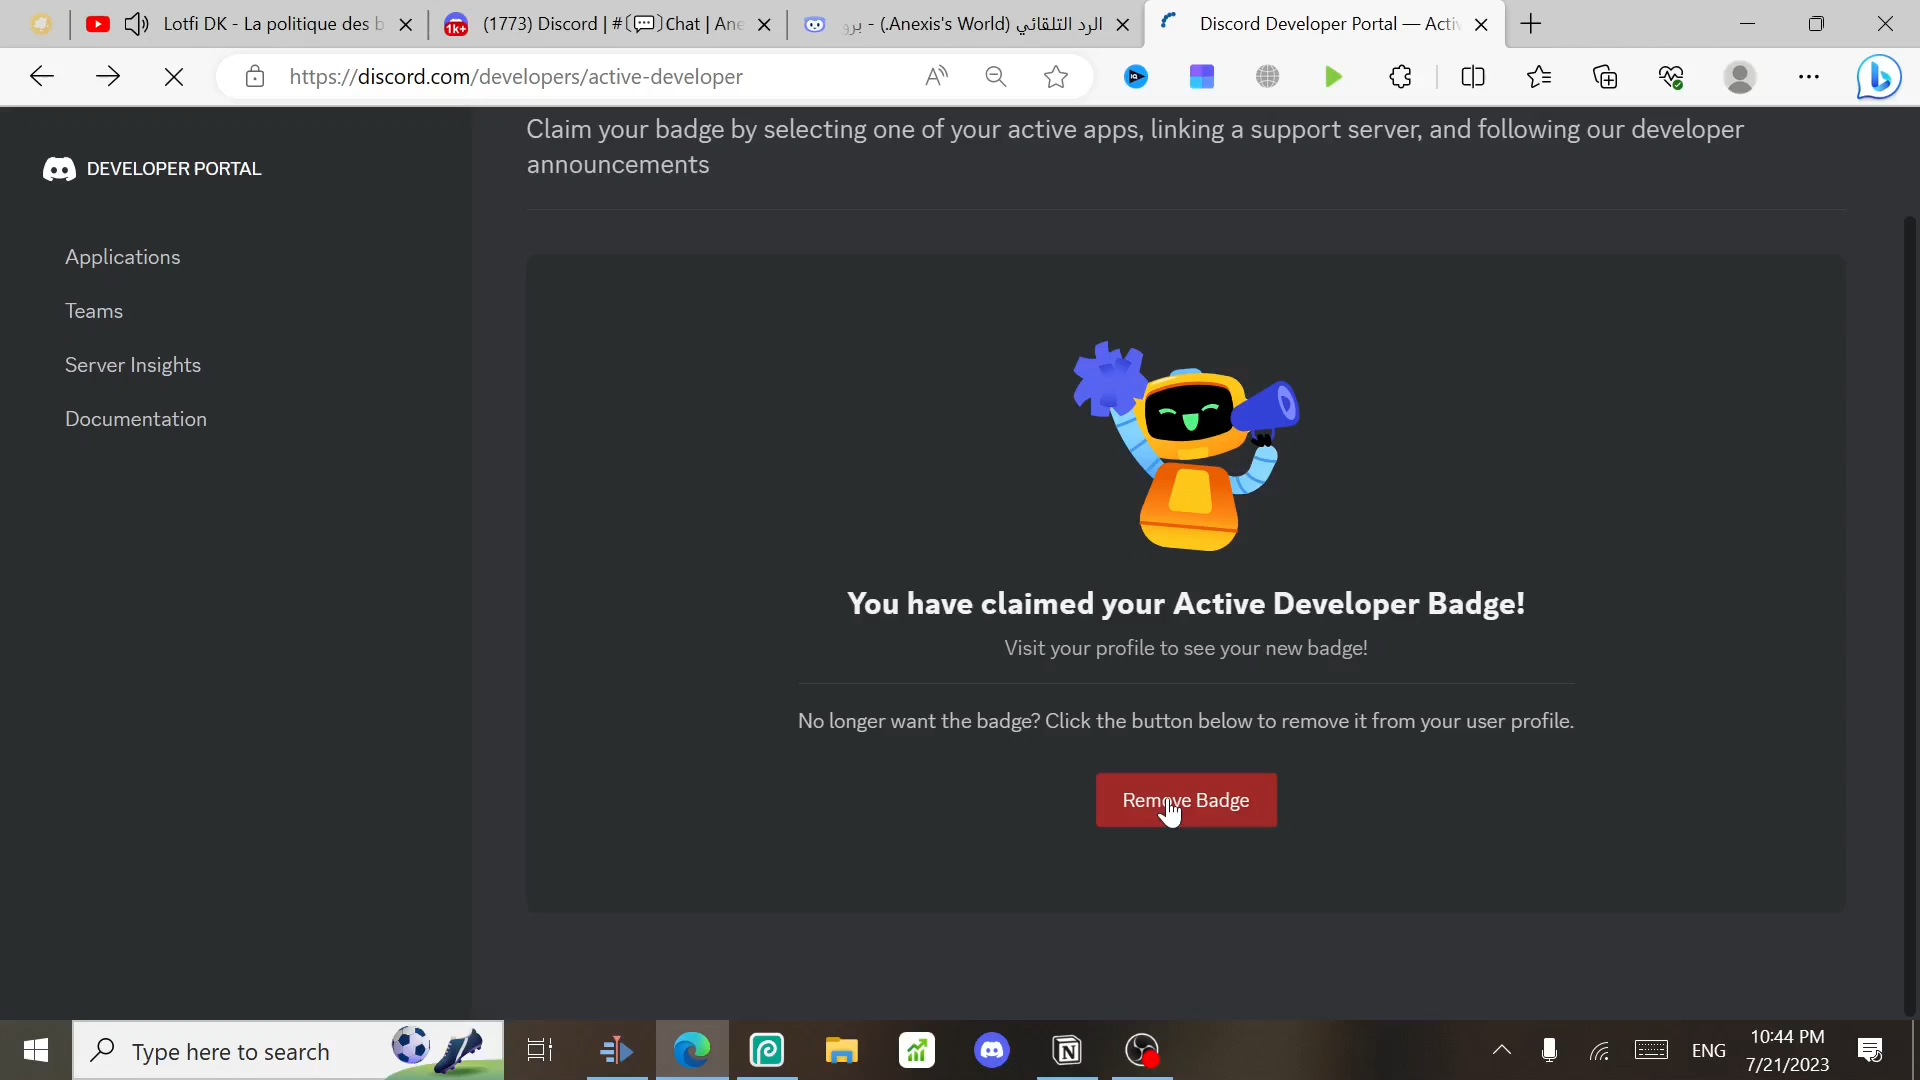 Lotfi DK - La politique des b
(1773) Discord | #〔💬〕Chat | Ane
الرد التلقائي (Anexis's World.) - برو
Discord Developer Portal — Activ
https://discord.com/developers/active-developer
DEVELOPER PORTAL
Applications
Teams
Server Insights
Documentation
Claim your badge by selecting one of your active apps, linking a support server, and following our developer
announcements
You have claimed your Active Developer Badge!
Visit your profile to see your new badge!
No longer want the badge? Click the button below to remove it from your user profile.
Remove Badge
Type here to search
ENG
10:44 PM
7/21/2023